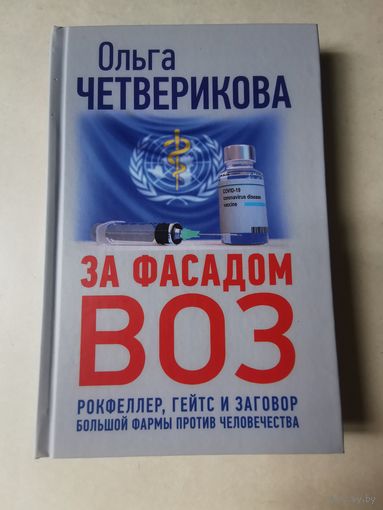 Ольга
ЧЕТВЕРИКОВА
COVID-19
coronavirus disease
vaccine
ЗА ФАСАДОМ
ВОЗ
РОКФЕЛЛЕР, ГЕЙТС И ЗАГОВОР
БОЛЬШОЙ ФАРМЫ ПРОТИВ ЧЕЛОВЕЧЕСТВА